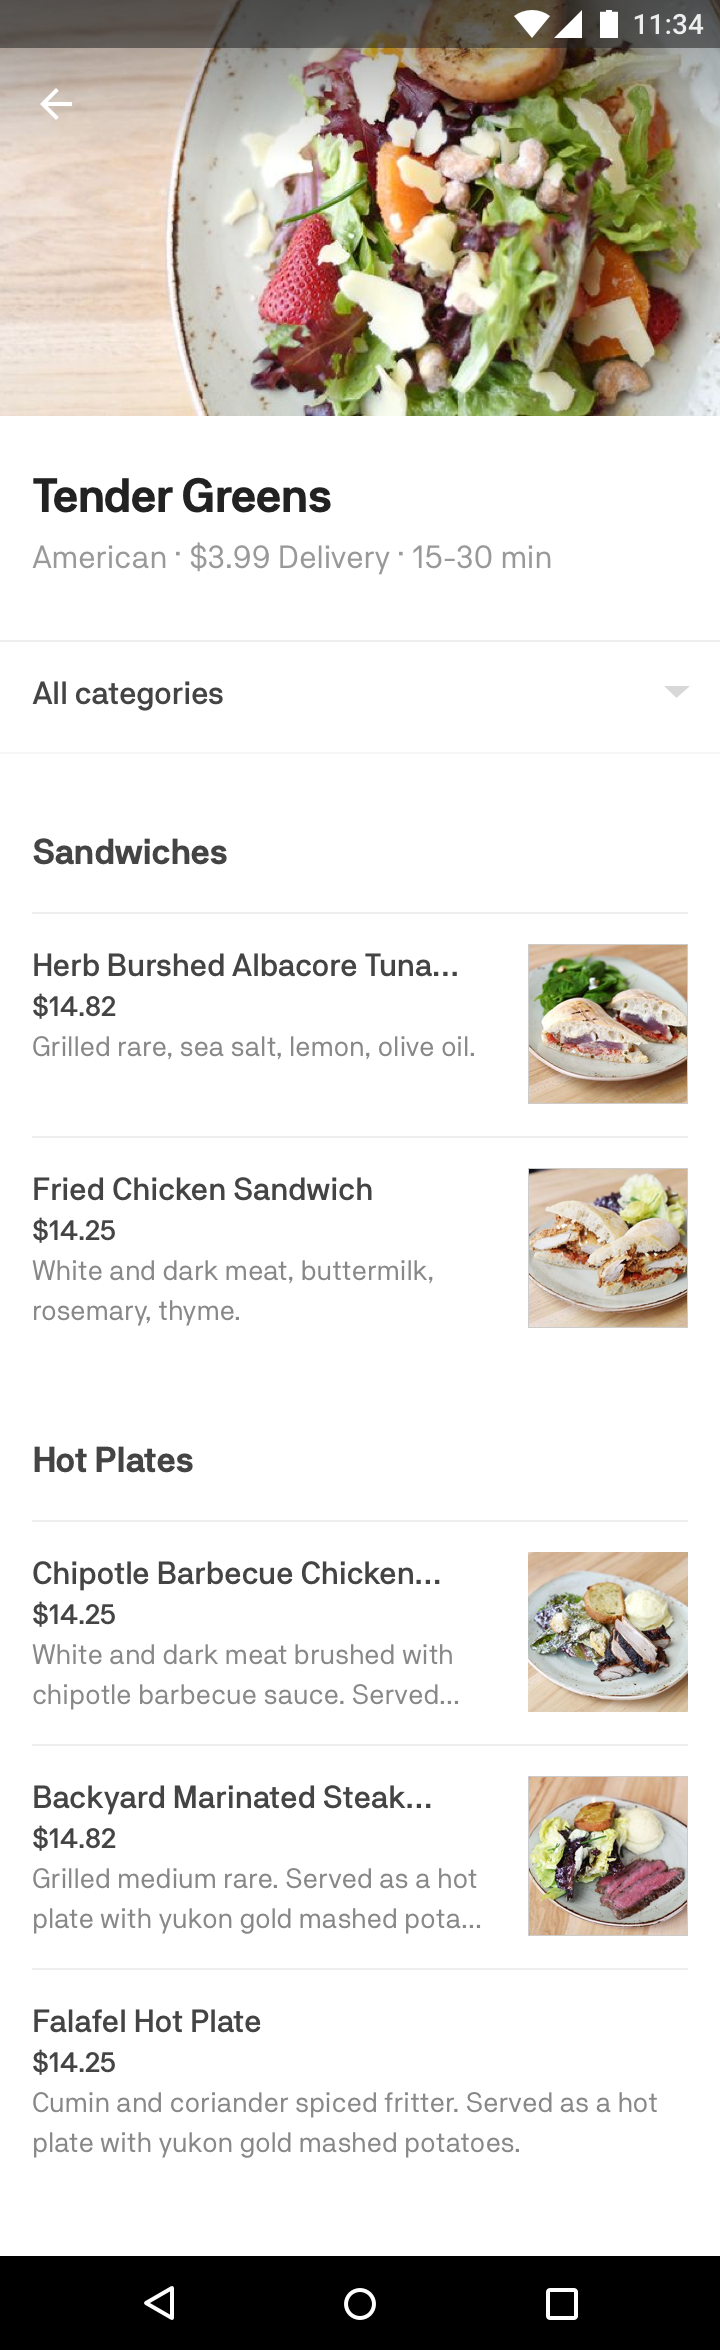 11:34
Tender Greens
American · $3.99 Delivery · 15-30 min
All categories
Sandwiches
Herb Burshed Albacore Tuna...
$14.82
Grilled rare, sea salt, lemon, olive oil.
Fried Chicken Sandwich
$14.25
White and dark meat, buttermilk,
rosemary, thyme.
Hot Plates
Chipotle Barbecue Chicken...
$14.25
White and dark meat brushed with
chipotle barbecue sauce. Served...
Backyard Marinated Steak...
$14.82
Grilled medium rare. Served as a hot
plate with yukon gold mashed pota...
Falafel Hot Plate
$14.25
Cumin and coriander spiced fritter. Served as a hot
plate with yukon gold mashed potatoes.